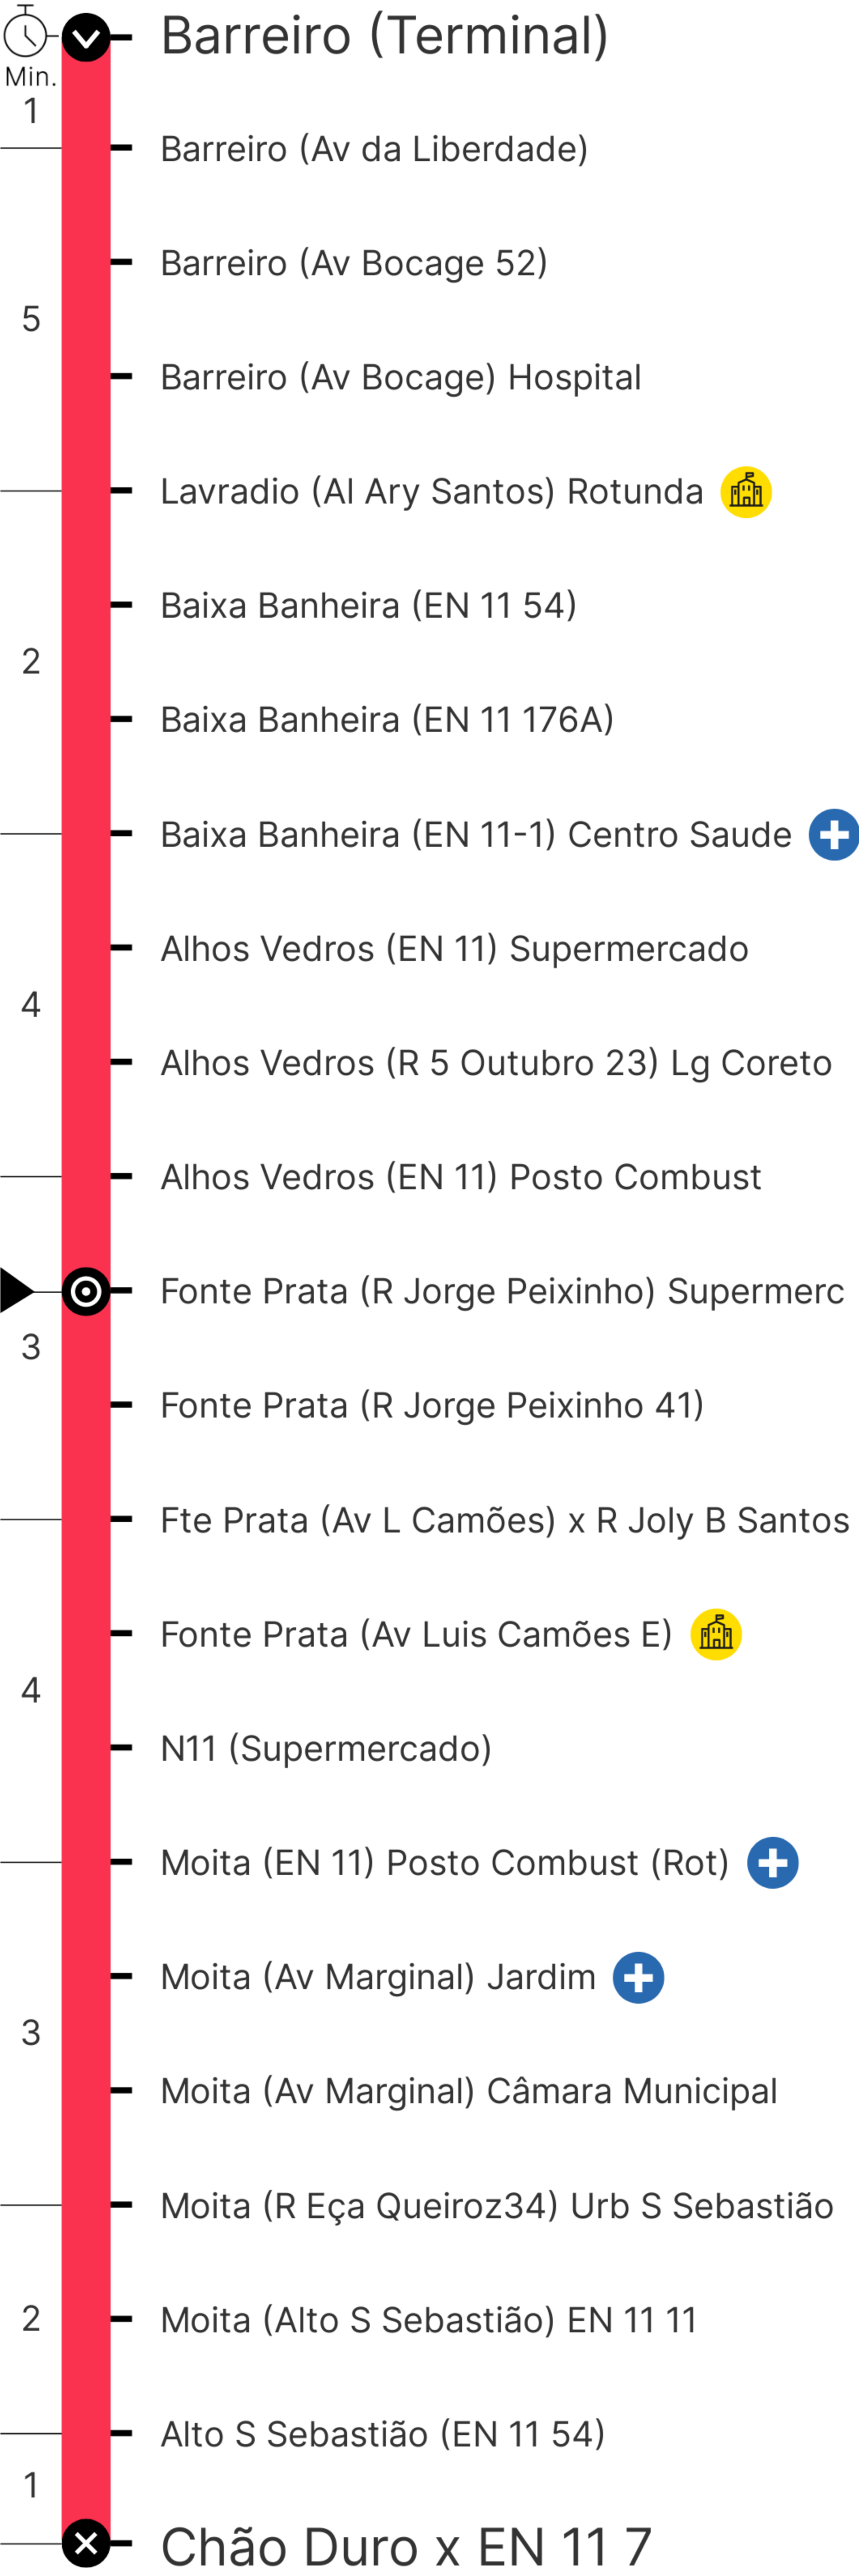 Barreiro (Terminal)
Min.
1
Barreiro (Av da Liberdade)
Barreiro (Av Bocage 52)
5
Barreiro (Av Bocage) Hospital
Lavradio (Al Ary Santos) Rotunda
Baixa Banheira (EN 11 54)
2
Baixa Banheira (EN 11 176A)
Baixa Banheira (EN 11-1) Centro Saude
Alhos Vedros (EN 11) Supermercado
4
Alhos Vedros (R 5 Outubro 23) Lg Coreto
Alhos Vedros (EN 11) Posto Combust
Fonte Prata (R Jorge Peixinho) Supermerc
3
Fonte Prata (R Jorge Peixinho 41)
Fte Prata (Av L Camões) x R Joly B Santos
Fonte Prata (Av Luis Camões E)
4
N11 (Supermercado)
Moita (EN 11) Posto Combust (Rot)
Moita (Av Marginal) Jardim
3
Moita (Av Marginal) Câmara Municipal
Moita (R Eça Queiroz34) Urb S Sebastião
2
Moita (Alto S Sebastião) EN 11 11
Alto S Sebastião (EN 11 54)
1
Chão Duro x EN 11 7